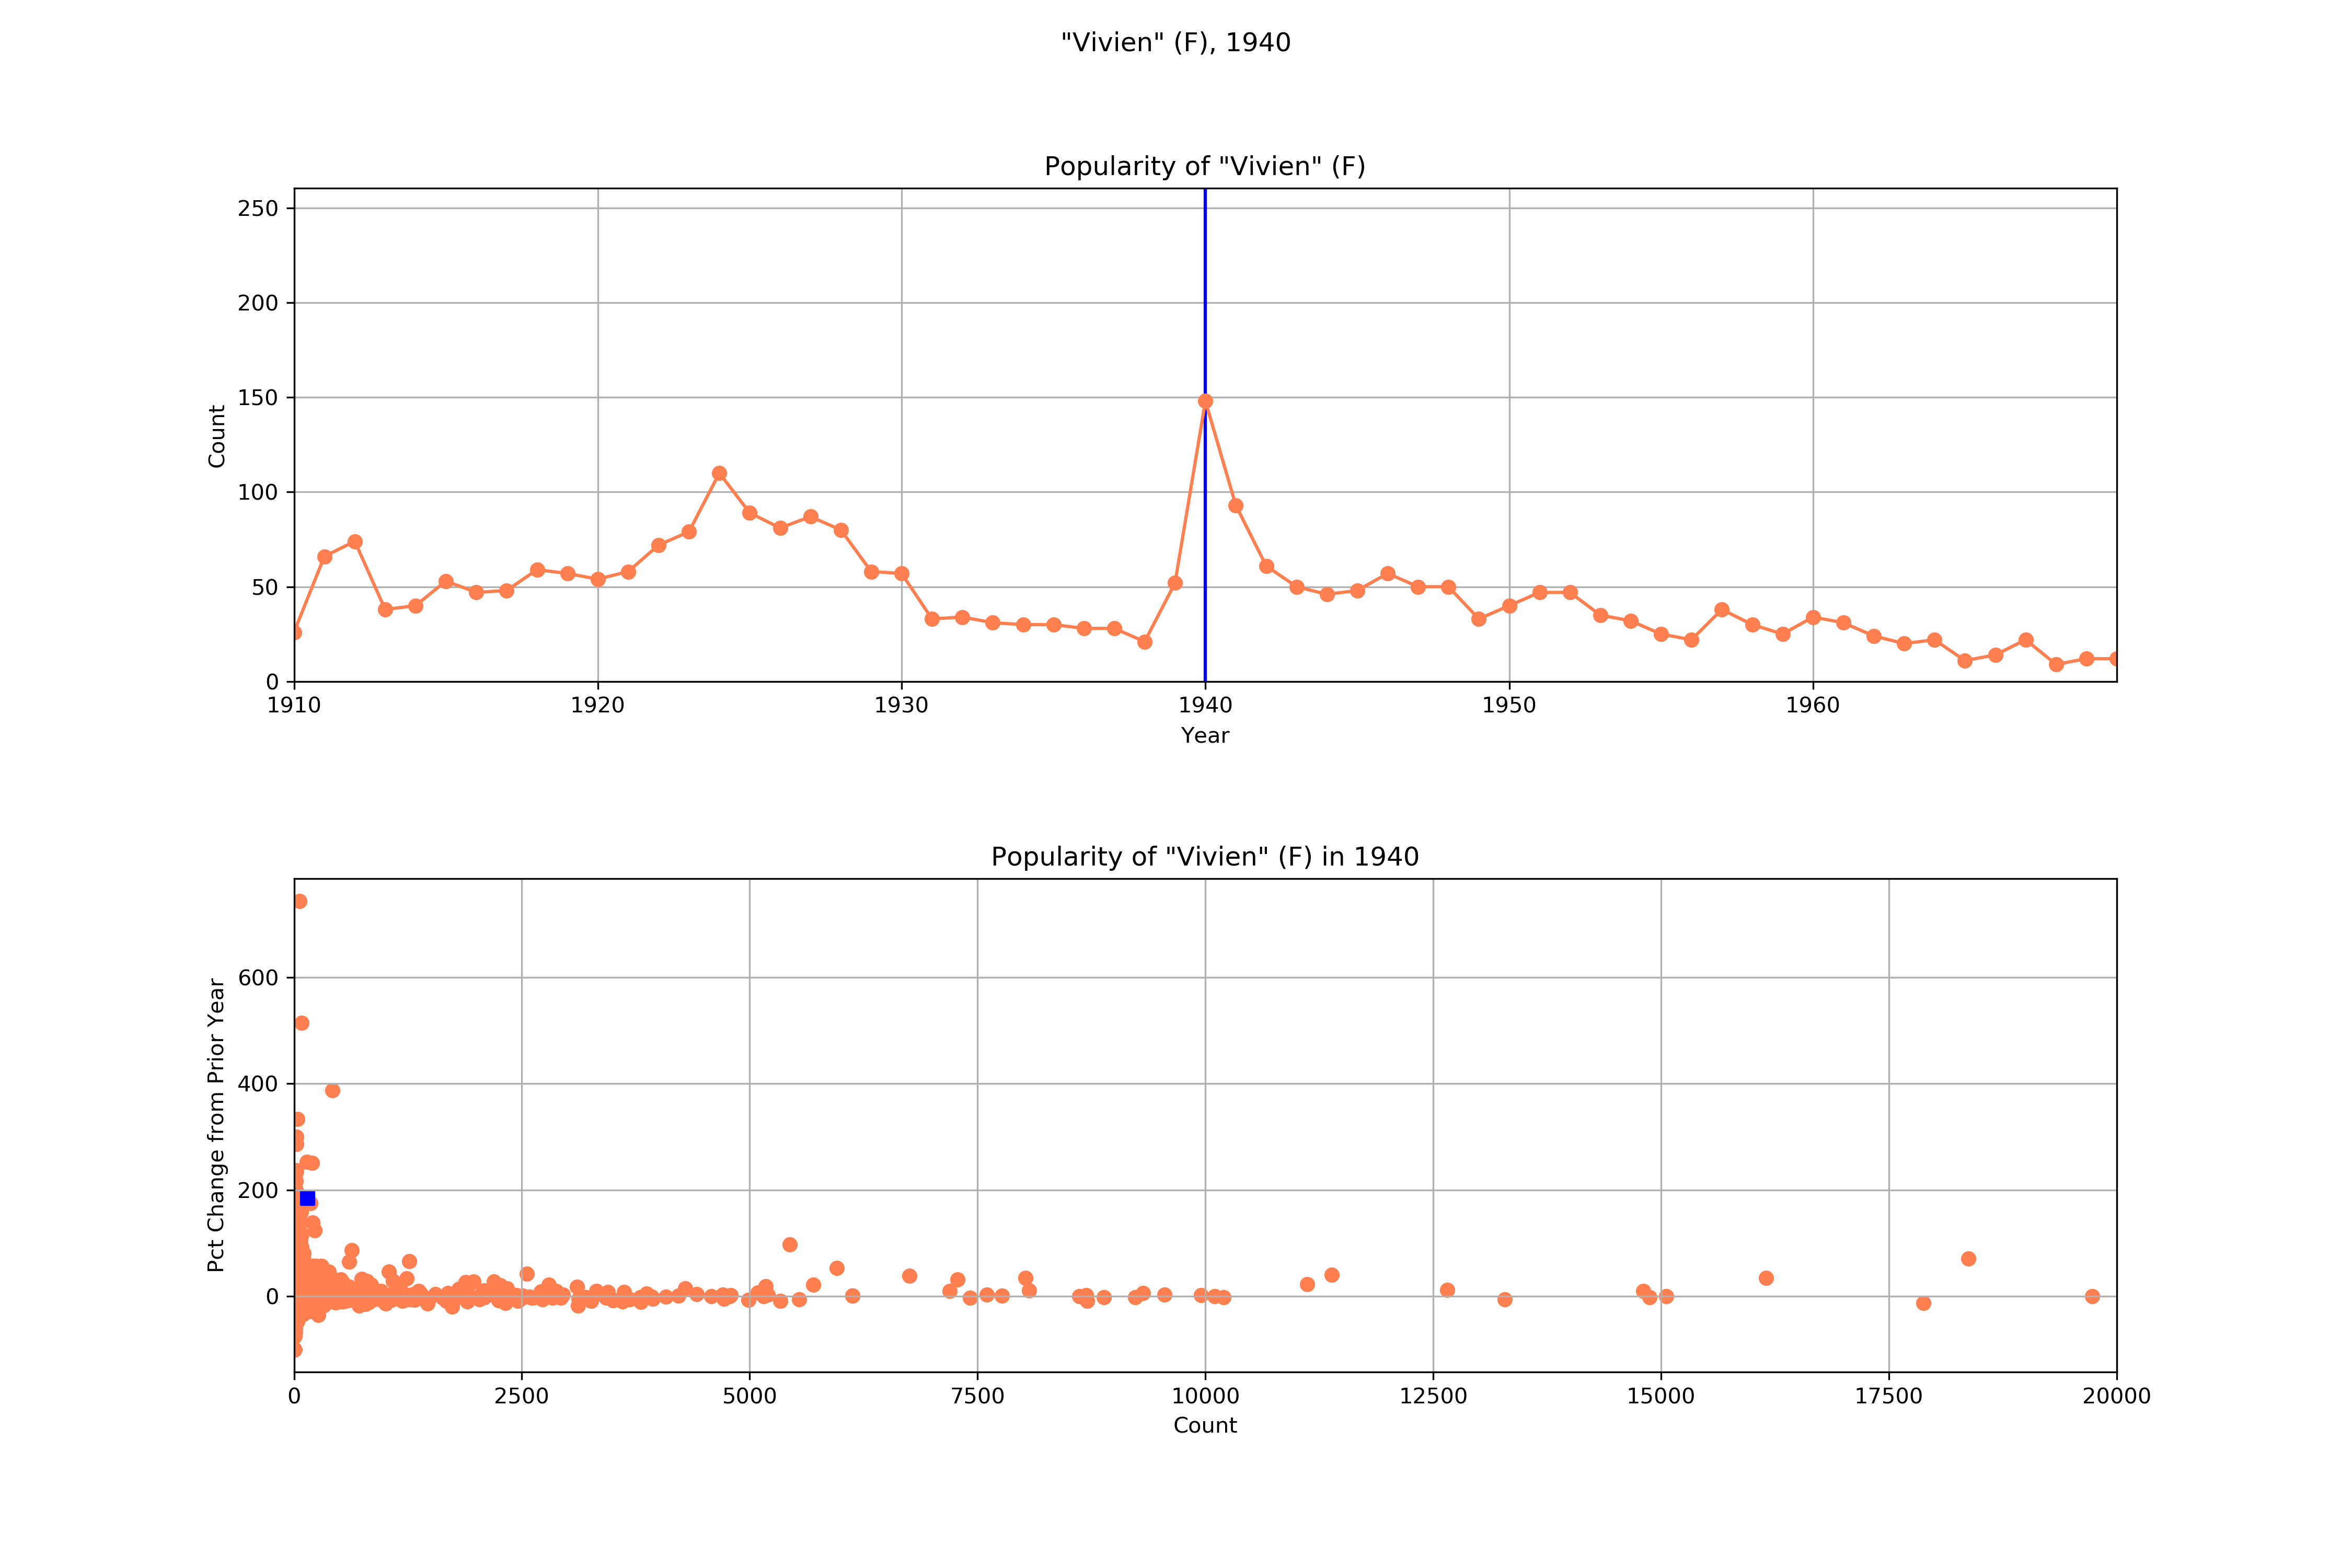 "Vivien" (F), 1940
Popularity of "Vivien" (F)
250
200
150
100
50
0
Count
1910 1920 1930 1940 1950 1960
Year
Popularity of "Vivien" (F) in 1940
600
400
200
0
Pct Change from Prior Year
0 2500 5000 7500 10000 12500 15000 17500 20000
Count